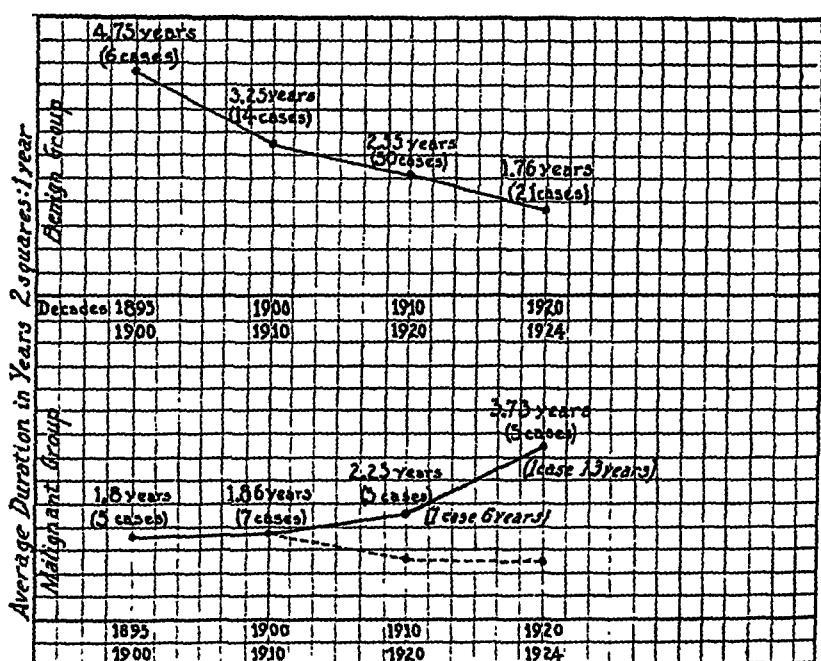 4.75 years
(6 cases)
3.25 years
(14 cases)
2.55 years
(50 cases)
1.76 years
(21 cases)
Average Duration in Years 2 squares:1 year
Benign Group
Decades 1895 1900 1910 1920
1900 1910 1920 1924
Malignant Group
3.73 years
(5 cases)
(1 case 13 years)
2.25 years
(5 cases)
(1 case 6 years)
1.8 years
(5 cases)
1.86 years
(7 cases)
1895 1900 1910 1920
1900 1910 1920 1924